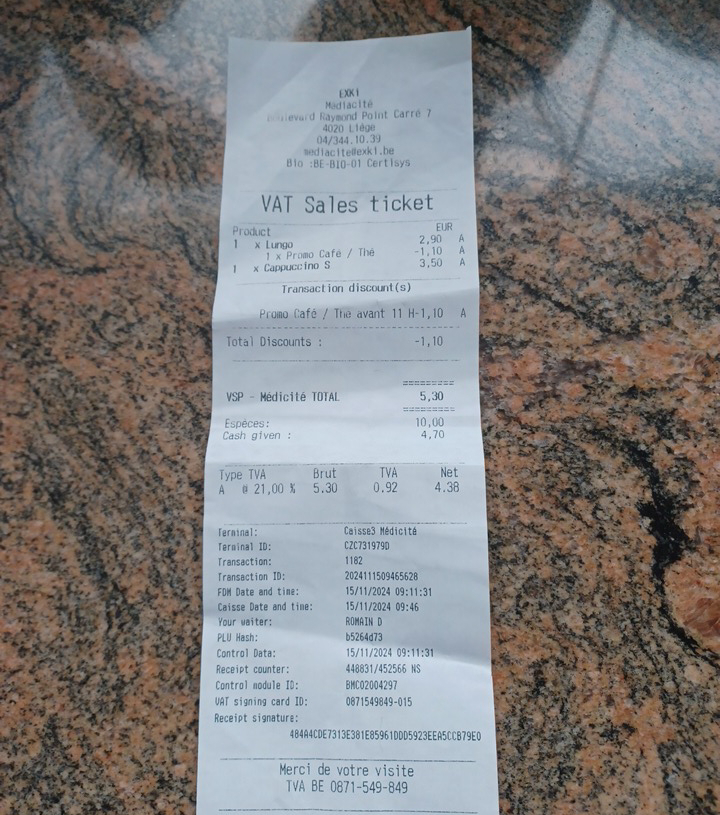 EXKI
Médiacité
Boulevard Raymond Point Carré 7
4020 Liège
04/344.10.39
mediacite@exki.be
Bio :BE-BIO-01 Certisys
VAT Sales ticket
Product EUR
1 x Lungo 2,90 A
1 x Promo Café / Thé -1,10 A
1 x Cappuccino S 3,50 A
Transaction discount(s)
Promo Café / Thé avant 11 H-1,10 A
Total Discounts : -1,10
=========
VSP - Médicité TOTAL 5,30
=========
Espèces: 10,00
Cash given : 4,70
Type TVA Brut TVA Net
A # 21,00 % 5.30 0.92 4.38
Terminal: Caisse3 Médicité
Terminal ID: CZC731979D
Transaction: 1182
Transaction ID: 2024111509465628
FDM Date and time: 15/11/2024 09:11:31
Caisse Date and time: 15/11/2024 09:46
Your waiter: ROMAIN D
PLU Hash: b5264d73
Control Data: 15/11/2024 09:11:31
Receipt counter: 448831/452566 NS
Control module ID: BMC02004297
VAT signing card ID: 0871549849-015
Receipt signature:
484A4CDE7313E381E85961DDD5923EEA5CCB79E0
Merci de votre visite
TVA BE 0871-549-849